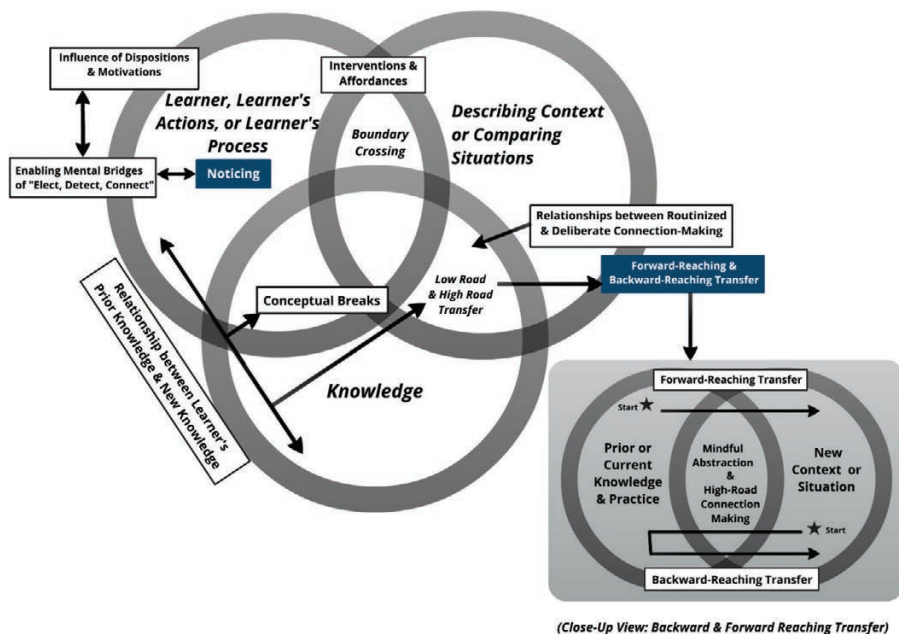 Influence of Dispositions
& Motivations
Interventions &
Affordances
Learner, Learner's
Actions, or Learner's
Process
Boundary
Crossing
Describing Context
or Comparing
Situations
Enabling Mental Bridges
of "Elect, Detect, Connect"
Noticing
Relationships between Routinized
& Deliberate Connection-Making
Relationship between Learner's
Prior Knowledge & New Knowledge
Conceptual Breaks
Low Road
& High Road
Transfer
Forward-Reaching &
Backward-Reaching Transfer
Knowledge
Forward-Reaching Transfer
Start
Prior or
Current
Knowledge
& Practice
Mindful
Abstraction
&
High-Road
Connection
Making
New
Context or
Situation
Start
Backward-Reaching Transfer
(Close-Up View: Backward & Forward Reaching Transfer)